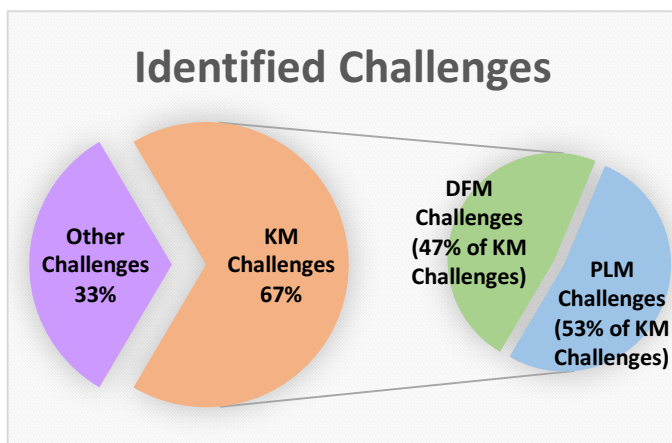 Identified Challenges
Other
Challenges
33%
KM
Challenges
67%
DFM
Challenges
(47% of KM
Challenges)
PLM
Challenges
(53% of KM
Challenges)